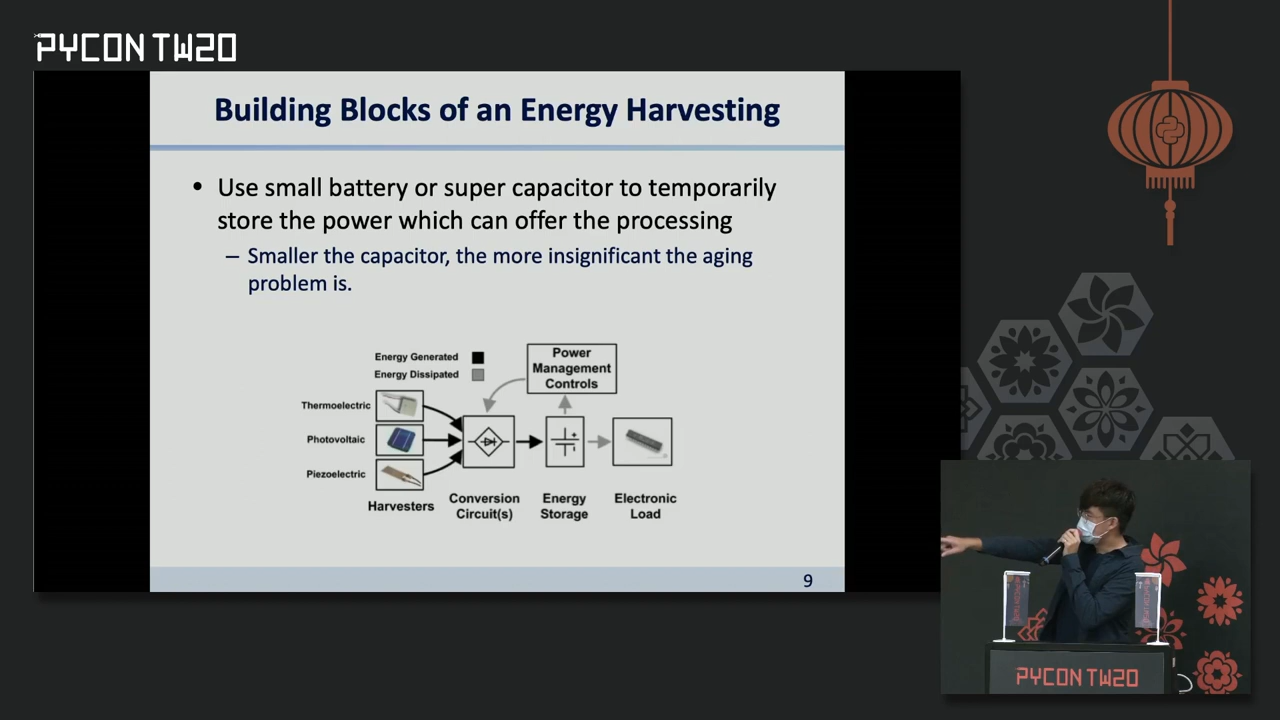 PYCON TW20
Building Blocks of an Energy Harvesting
• Use small battery or super capacitor to temporarily
store the power which can offer the processing
– Smaller the capacitor, the more insignificant the aging
problem is.
Energy Generated
Energy Dissipated
Power
Management
Controls
Thermoelectric
Photovoltaic
Piezoelectric
Harvesters
Conversion
Circuit(s)
Energy
Storage
Electronic
Load
9
PYCON TW20